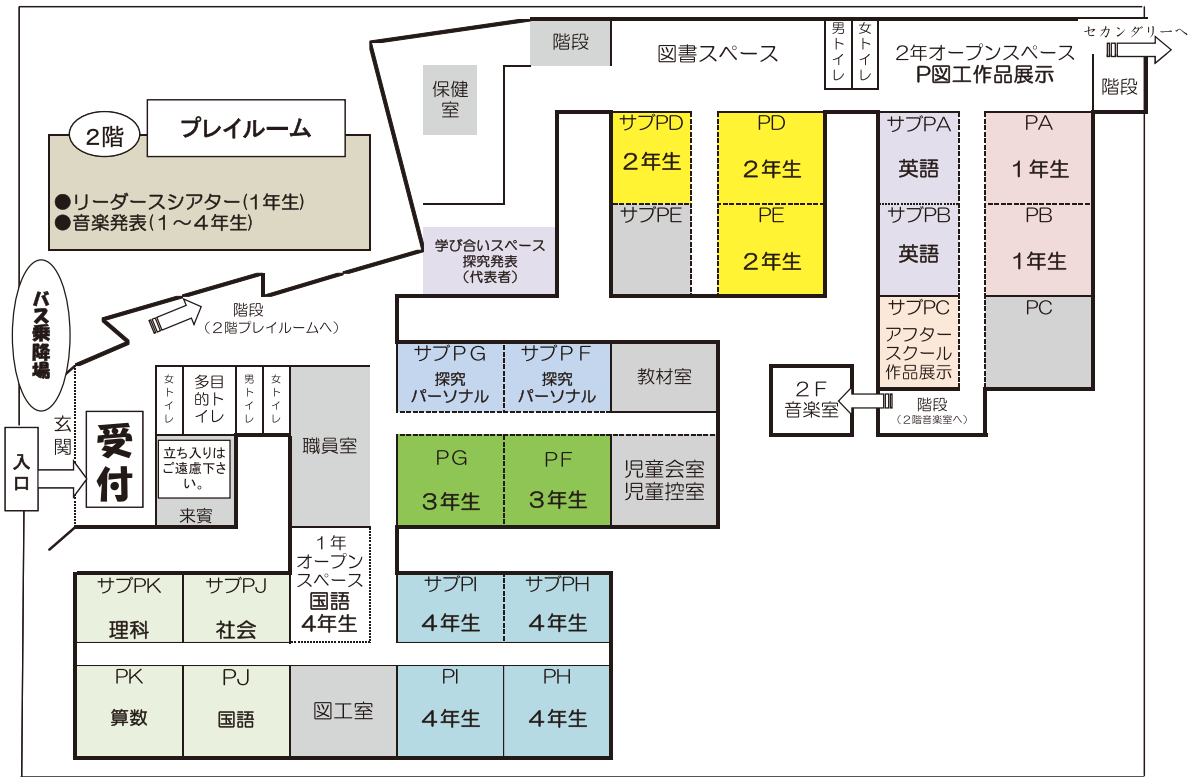 セカンダリーへ
階段
図書スペース
男トイレ
女トイレ
2年オープンスペース
P図工作品展示
階段
保健
室
2階
プレイルーム
●リーダースシアター(1年生)
●音楽発表(1～4年生)
サブPD
2年生
PD
2年生
サブPA
英語
PA
1年生
サブPE
PE
2年生
サブPB
英語
PB
1年生
学び合いスペース
探究発表
(代表者)
サブPC
アフター
スクール
作品展示
PC
バス乗降場
階段
(2階プレイルームへ)
サブPG
探究
パーソナル
サブPF
探究
パーソナル
教材室
2F
音楽室
階段
(2階音楽室へ)
女トイレ
多目
的ト
イレ
男トイレ
女トイレ
職員室
玄関
受付
入口
立ち入りは
ご遠慮下さ
い。
来賓
PG
3年生
PF
3年生
児童会室
児童控室
1年
オープン
スペース
国語
4年生
サブPK
理科
サブPJ
社会
サブPI
4年生
サブPH
4年生
PK
算数
PJ
国語
図工室
PI
4年生
PH
4年生